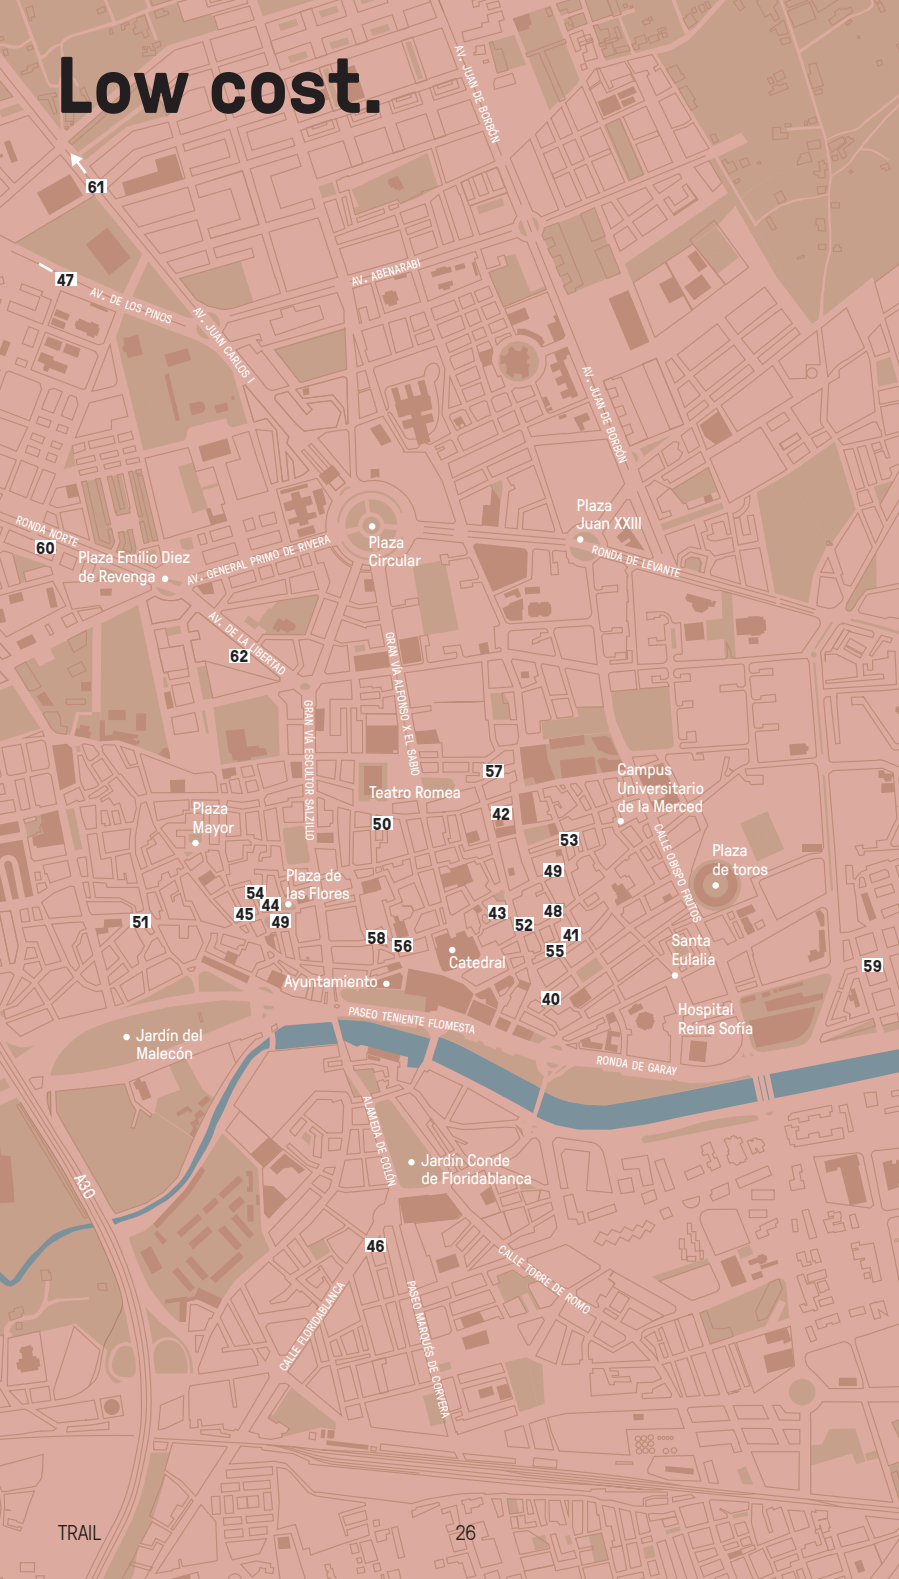 Low cost.
AV. JUAN DE BORBÓN
61
47
AV. DE LOS PINOS
AV. ABENARABI
AV. JUAN CARLOS I
AV. JUAN DE BORBÓN
Plaza
Juan XXIII
RONDA NORTE
60
Plaza Emilio Diez
de Revenga
AV. GENERAL PRIMO DE RIVERA
Plaza
Circular
RONDA DE LEVANTE
AV. DE LA LIBERTAD
62
GRAN VÍA ALFONSO X EL SABIO
GRAN VÍA ESCULTOR SALZILLO
57
Campus
Universitario
de la Merced
Teatro Romea
50
42
Plaza
Mayor
53
CALLE OBISPO FRUTOS
Plaza
de toros
49
Plaza de
las Flores
54
44
45
49
51
43
48
52
41
55
58
56
Catedral
Santa
Eulalia
59
Ayuntamiento
40
Hospital
Reina Sofía
PASEO TENIENTE FLOMESTA
Jardín del
Malecón
RONDA DE GARAY
ALAMEDA DE COLÓN
Jardín Conde
de Floridablanca
A30
46
CALLE TORRE DE ROMO
CALLE FLORIDABLANCA
PASEO MARQUÉS DE CORVERA
TRAIL
26